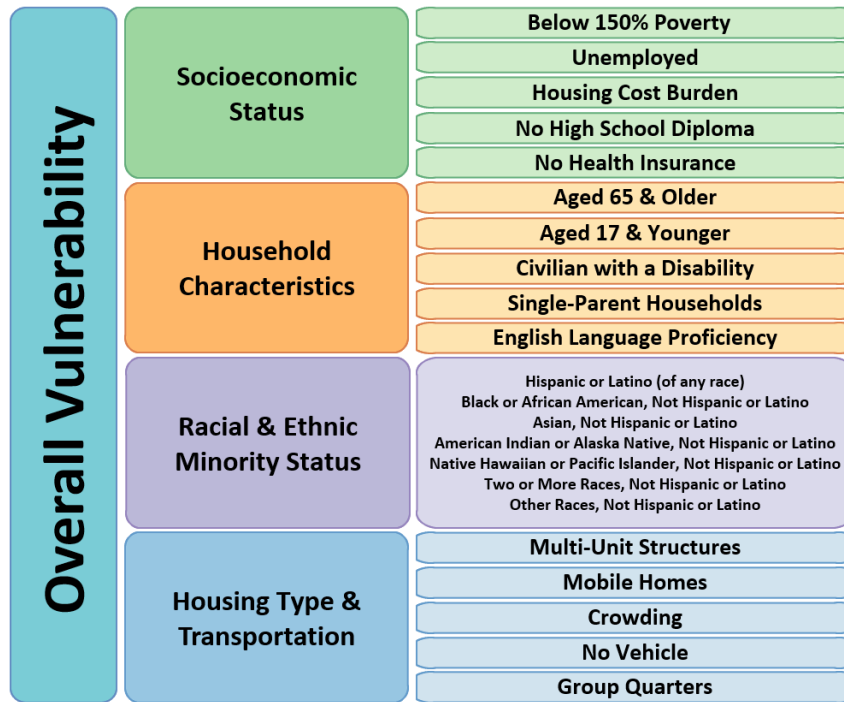 Overall Vulnerability
Socioeconomic
Status
Below 150% Poverty
Unemployed
Housing Cost Burden
No High School Diploma
No Health Insurance
Household
Characteristics
Aged 65 & Older
Aged 17 & Younger
Civilian with a Disability
Single-Parent Households
English Language Proficiency
Racial & Ethnic
Minority Status
Hispanic or Latino (of any race)
Black or African American, Not Hispanic or Latino
Asian, Not Hispanic or Latino
American Indian or Alaska Native, Not Hispanic or Latino
Native Hawaiian or Pacific Islander, Not Hispanic or Latino
Two or More Races, Not Hispanic or Latino
Other Races, Not Hispanic or Latino
Housing Type &
Transportation
Multi-Unit Structures
Mobile Homes
Crowding
No Vehicle
Group Quarters